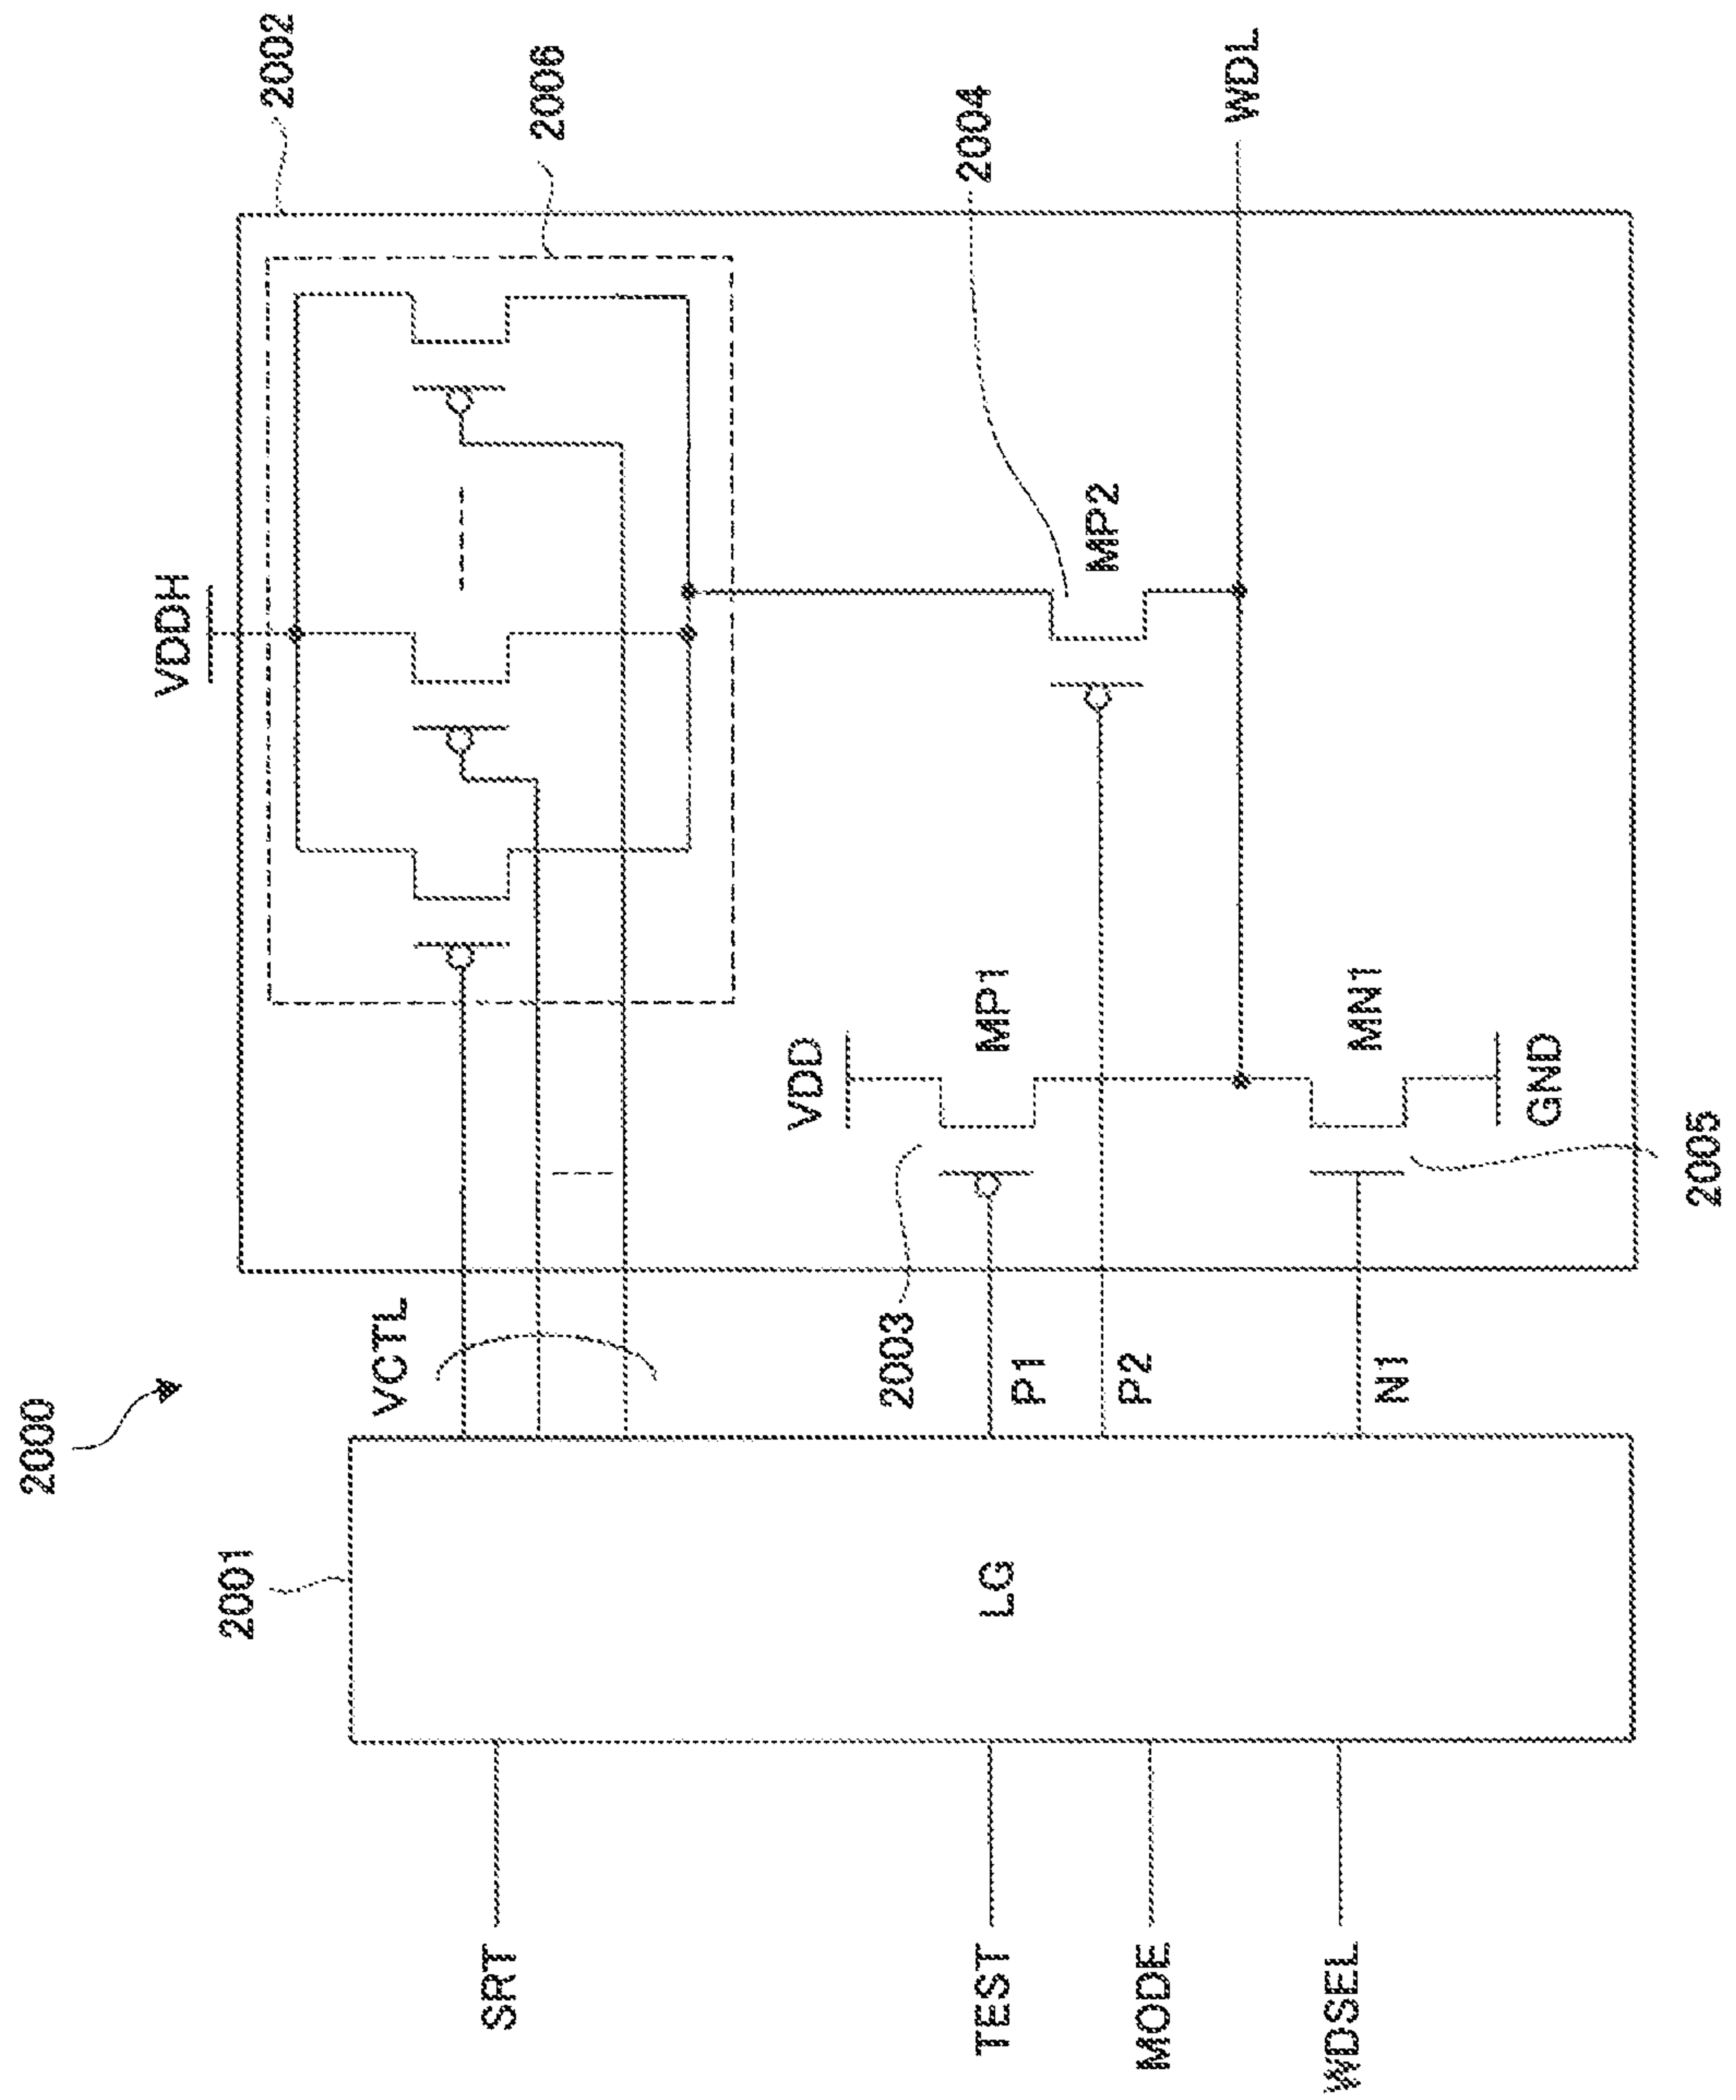 2000
2001
2002
VDDH
2006
VCTL
SRT
VDD
2003
MP1
2004
MP2
LG
TEST
P1
P2
MODE
WDL
WDSEL
N1
MN1
GND
2005